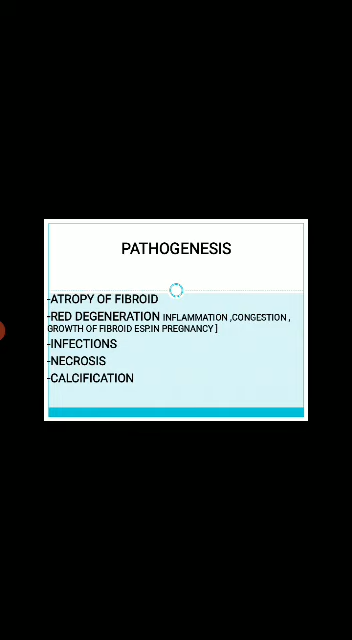 PATHOGENESIS
-ATROPY OF FIBROID
-RED DEGENERATION INFLAMMATION ,CONGESTION ,
GROWTH OF FIBROID ESP.IN PREGNANCY ]
-INFECTIONS
-NECROSIS
-CALCIFICATION